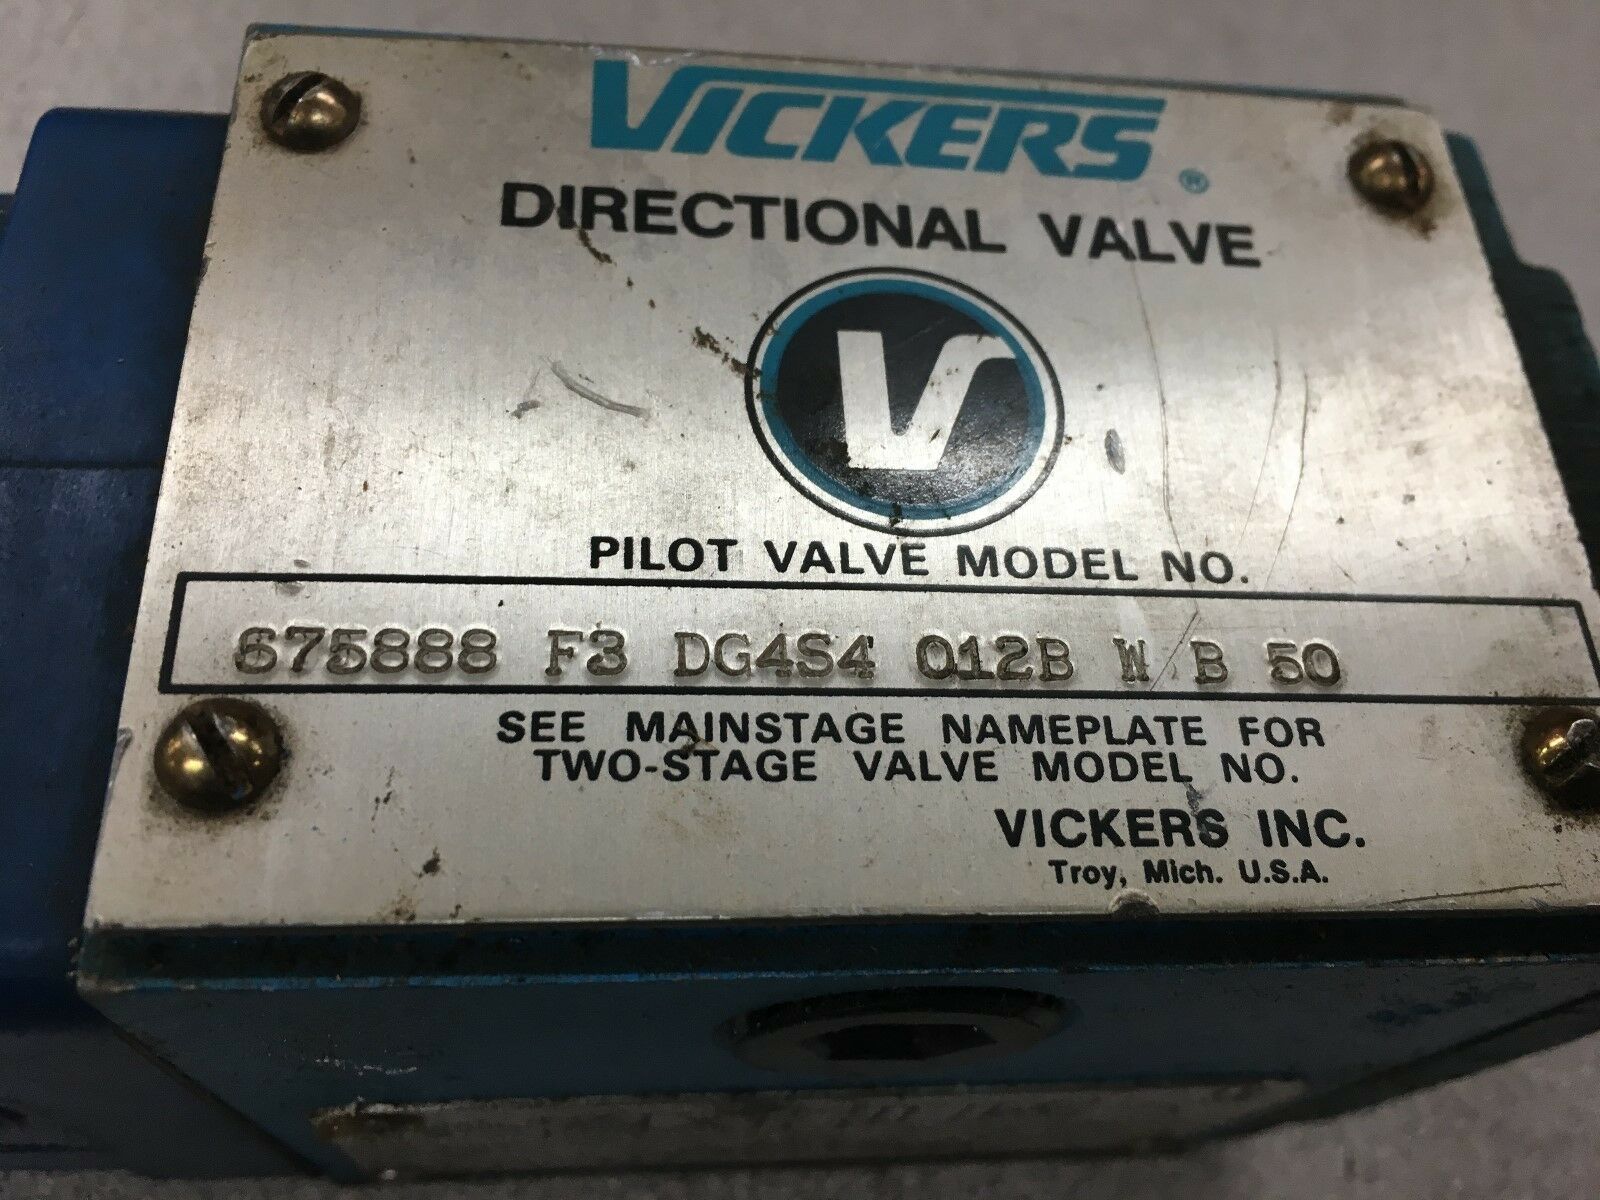 VICKERS®
DIRECTIONAL VALVE
V
PILOT VALVE MODEL NO.
675888 F3 DG4S4 012B W B 50
SEE MAINSTAGE NAMEPLATE FOR
TWO-STAGE VALVE MODEL NO.
VICKERS INC.
Troy, Mich. U.S.A.